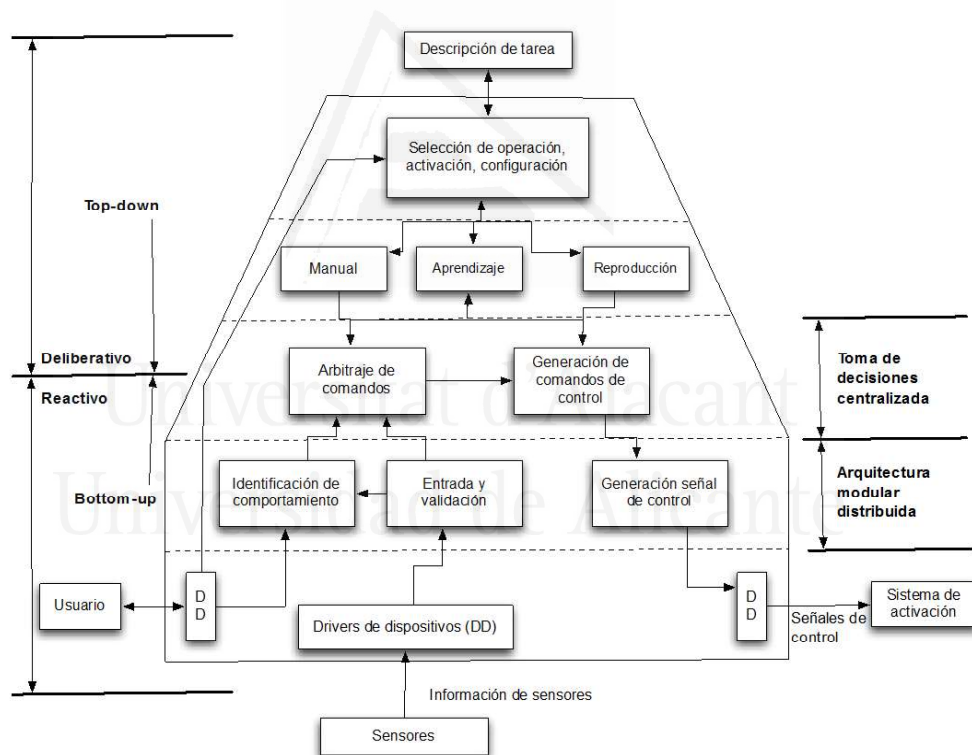 Descripción de tarea
Selección de operación,
activación, configuración
Top-down
Manual
Aprendizaje
Reproducción
Deliberativo
Reactivo
Arbitraje de
comandos
Generación de
comandos de
control
Toma de
decisiones
centralizada
Universitat d'Alacant
Universidad de Alicante
Bottom-up
Identificación de
comportamiento
Entrada y
validación
Generación señal
de control
Arquitectura
modular
distribuida
Usuario
D
D
Drivers de dispositivos (DD)
D
D
Señales de
control
Sistema de
activación
Información de sensores
Sensores